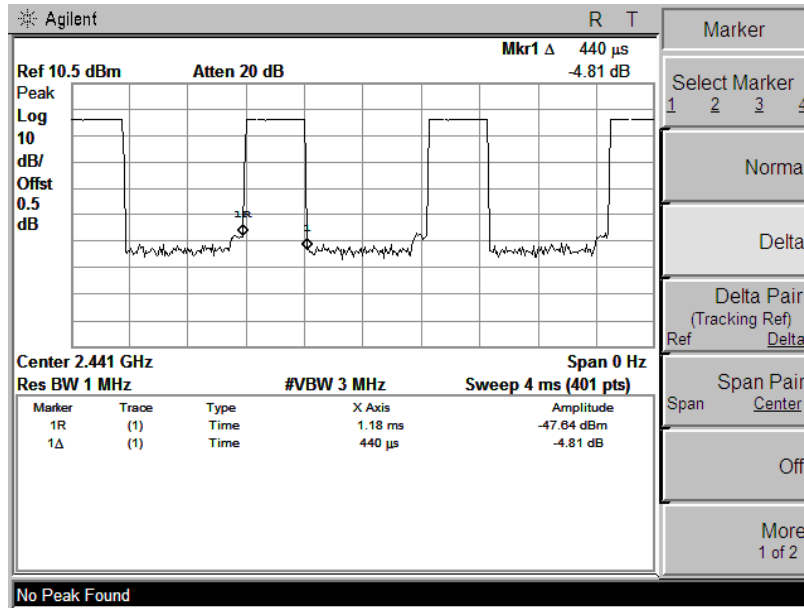 Agilent
R T
Mkr1 Δ 440 μs
-4.81 dB
Ref 10.5 dBm
Atten 20 dB
Peak
Log
10
dB/
Offst
0.5
dB
1R
1
Center 2.441 GHz
Span 0 Hz
Res BW 1 MHz
#VBW 3 MHz
Sweep 4 ms (401 pts)
Marker Trace Type X Axis Amplitude
1R (1) Time 1.18 ms -47.64 dBm
1Δ (1) Time 440 μs -4.81 dB
No Peak Found
Marker
Select Marker
1 2 3 4
Norma
Delta
Delta Pair
(Tracking Ref)
Ref Delta
Span Pair
Span Center
Off
More
1 of 2